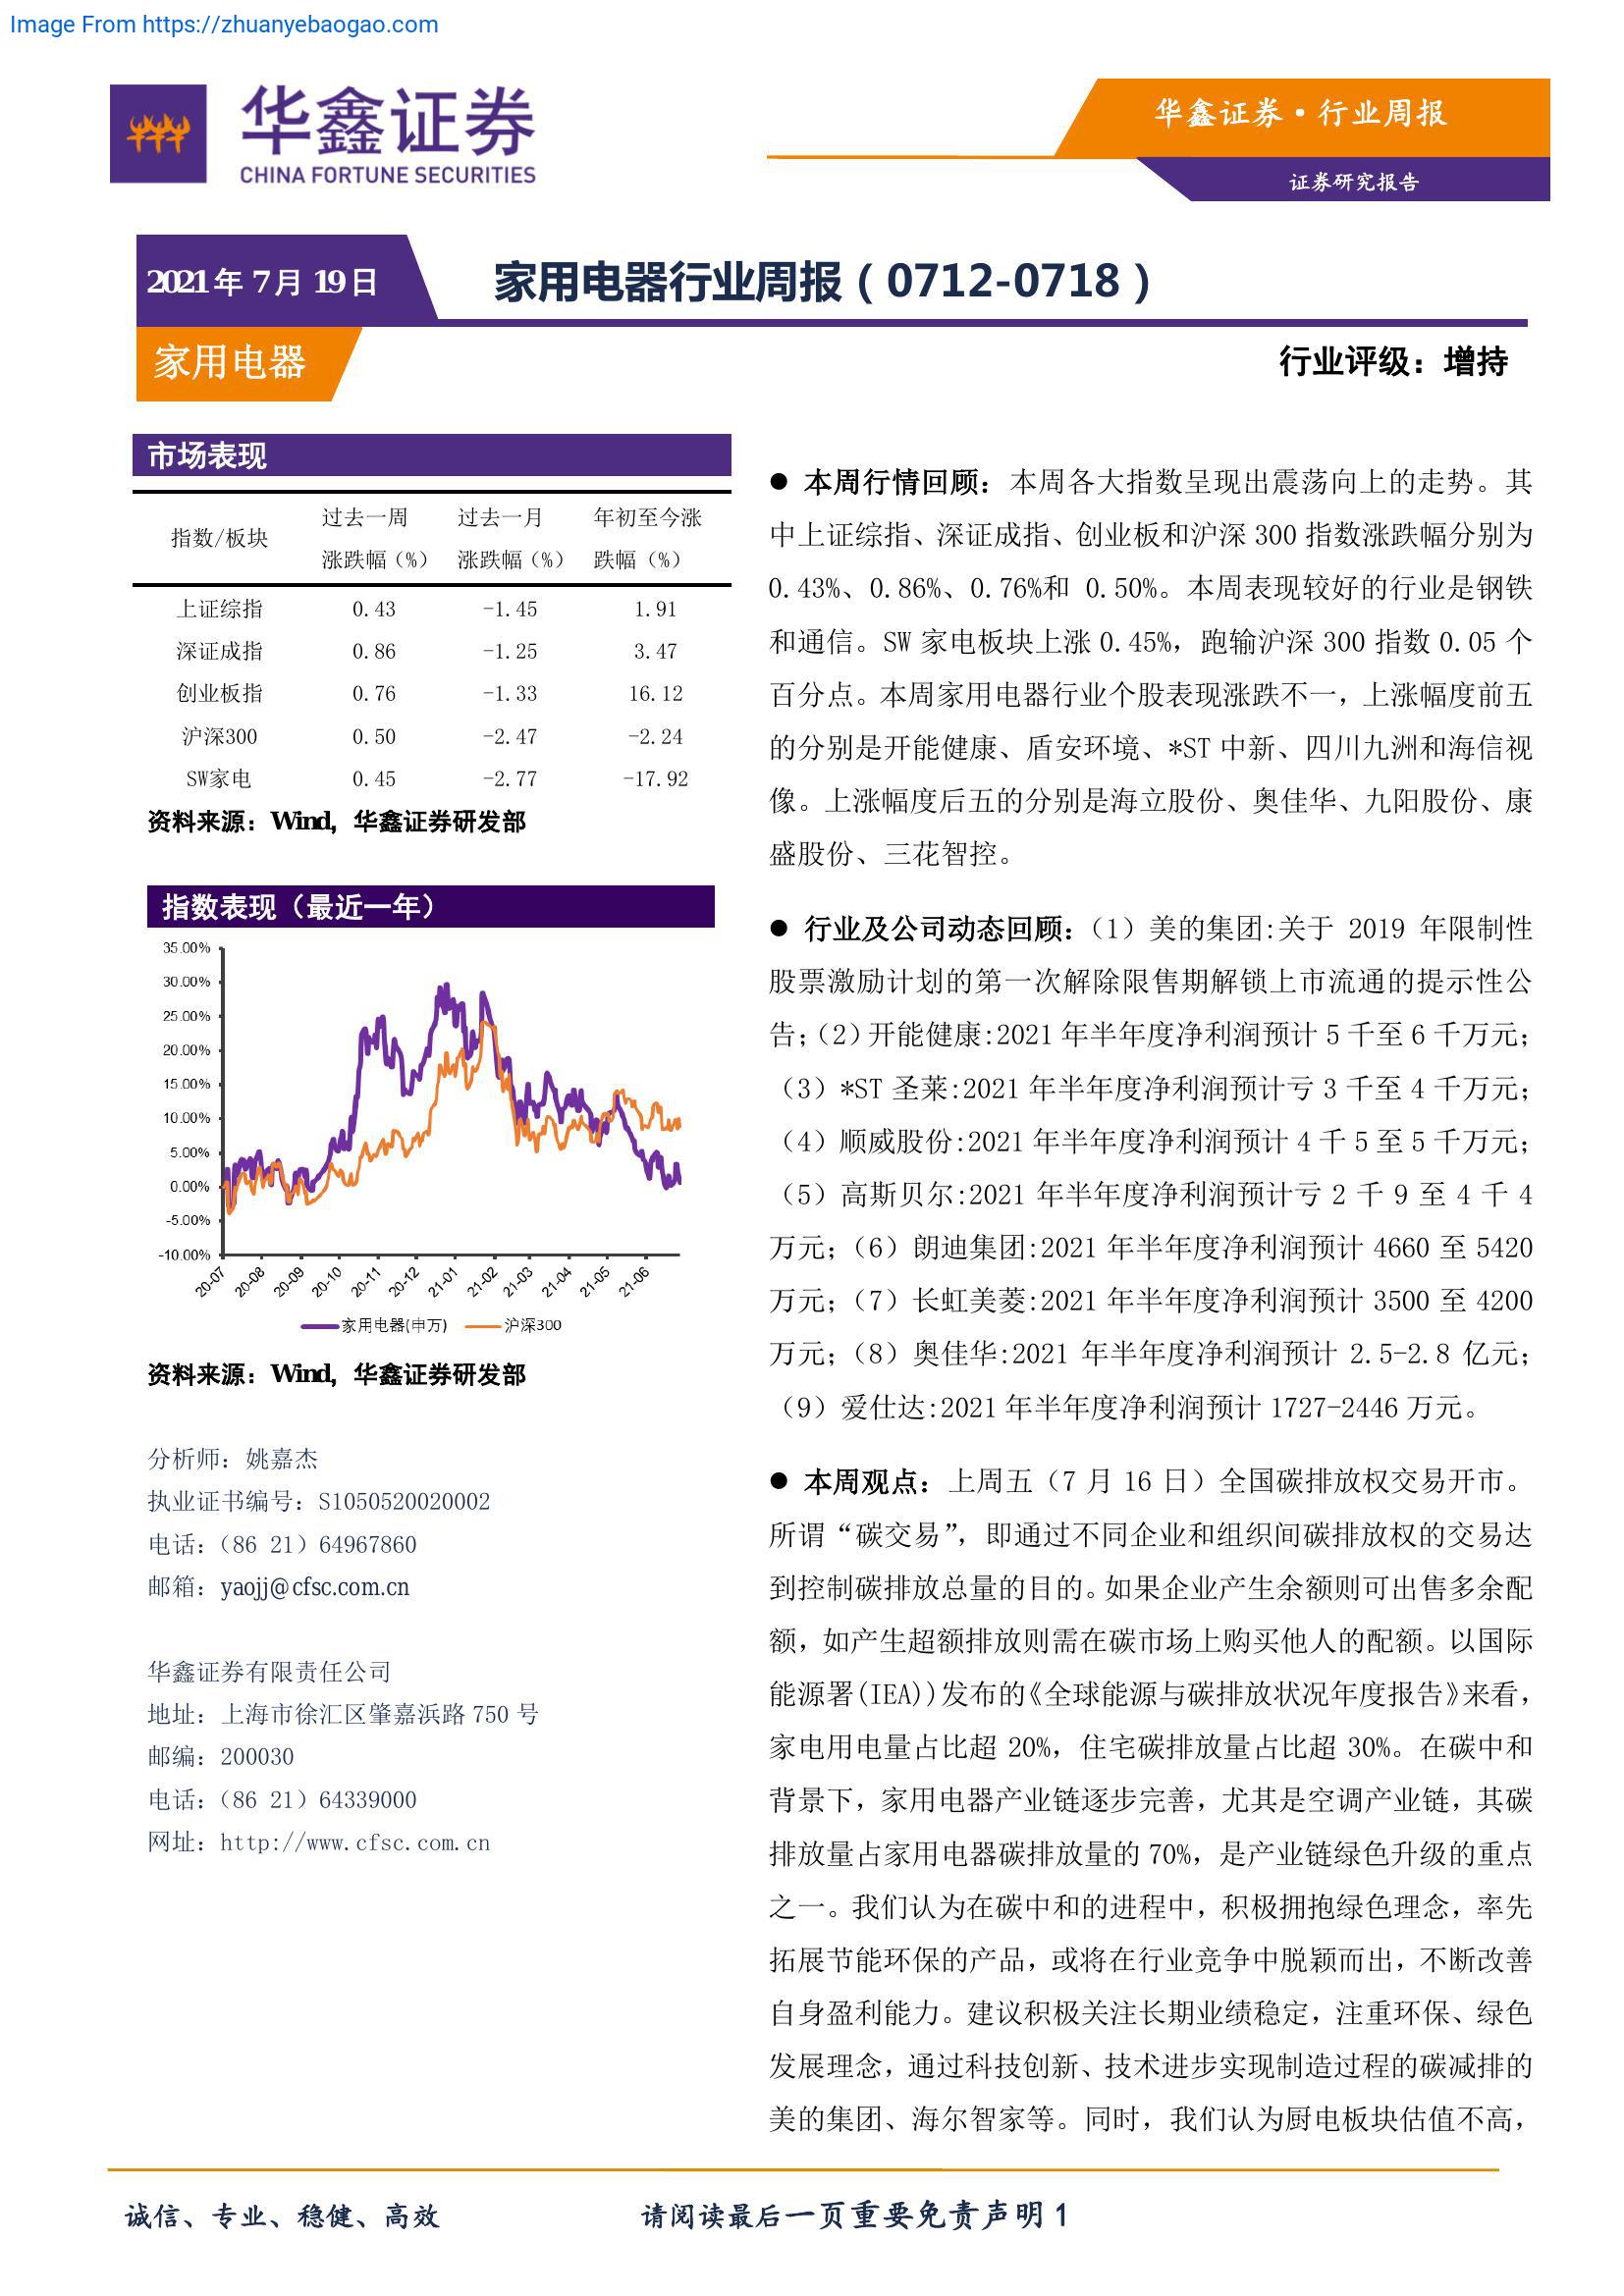 Image From https://zhuanyebaogao.com
华鑫证券
CHINA FORTUNE SECURITIES
华鑫证券·行业周报
证券研究报告
2021年 7月 19日
家用电器行业周报（0712-0718）
家用电器
行业评级：增持
市场表现
指数/板块 过去一周涨跌幅（%） 过去一月涨跌幅（%） 年初至今涨跌幅（%）
上证综指 0.43 -1.45 1.91
深证成指 0.86 -1.25 3.47
创业板指 0.76 -1.33 16.12
沪深300 0.50 -2.47 -2.24
SW家电 0.45 -2.77 -17.92
资料来源：Wind，华鑫证券研发部
指数表现（最近一年）
35.00%
30.00%
25.00%
20.00%
15.00%
10.00%
5.00%
0.00%
-5.00%
-10.00%
20-07 20-08 20-09 20-10 20-11 20-12 21-01 21-02 21-03 21-04 21-05 21-06
家用电器(申万) 沪深300
资料来源：Wind，华鑫证券研发部
分析师：姚嘉杰
执业证书编号：S1050520020002
电话：（86 21）64967860
邮箱：yaojj@cfsc.com.cn
华鑫证券有限责任公司
地址：上海市徐汇区肇嘉浜路 750 号
邮编：200030
电话：（86 21）64339000
网址：http://www.cfsc.com.cn
● 本周行情回顾：本周各大指数呈现出震荡向上的走势。其
中上证综指、深证成指、创业板和沪深 300 指数涨跌幅分别为
0.43%、0.86%、0.76%和 0.50%。本周表现较好的行业是钢铁
和通信。SW 家电板块上涨 0.45%，跑输沪深 300 指数 0.05 个
百分点。本周家用电器行业个股表现涨跌不一，上涨幅度前五
的分别是开能健康、盾安环境、*ST 中新、四川九洲和海信视
像。上涨幅度后五的分别是海立股份、奥佳华、九阳股份、康
盛股份、三花智控。
● 行业及公司动态回顾：（1）美的集团:关于 2019 年限制性
股票激励计划的第一次解除限售期解锁上市流通的提示性公
告；（2）开能健康:2021 年半年度净利润预计 5 千至 6 千万元；
（3）*ST 圣莱:2021 年半年度净利润预计亏 3 千至 4 千万元；
（4）顺威股份:2021 年半年度净利润预计 4 千 5 至 5 千万元；
（5）高斯贝尔:2021 年半年度净利润预计亏 2 千 9 至 4 千 4
万元；（6）朗迪集团:2021 年半年度净利润预计 4660 至 5420
万元；（7）长虹美菱:2021 年半年度净利润预计 3500 至 4200
万元；（8）奥佳华:2021 年半年度净利润预计 2.5-2.8 亿元；
（9）爱仕达:2021 年半年度净利润预计 1727-2446 万元。
● 本周观点：上周五（7 月 16 日）全国碳排放权交易开市。
所谓“碳交易”，即通过不同企业和组织间碳排放权的交易达
到控制碳排放总量的目的。如果企业产生余额则可出售多余配
额，如产生超额排放则需在碳市场上购买他人的配额。以国际
能源署(IEA))发布的《全球能源与碳排放状况年度报告》来看，
家电用电量占比超 20%，住宅碳排放量占比超 30%。在碳中和
背景下，家用电器产业链逐步完善，尤其是空调产业链，其碳
排放量占家用电器碳排放量的 70%，是产业链绿色升级的重点
之一。我们认为在碳中和的进程中，积极拥抱绿色理念，率先
拓展节能环保的产品，或将在行业竞争中脱颖而出，不断改善
自身盈利能力。建议积极关注长期业绩稳定，注重环保、绿色
发展理念，通过科技创新、技术进步实现制造过程的碳减排的
美的集团、海尔智家等。同时，我们认为厨电板块估值不高，
诚信、专业、稳健、高效
请阅读最后一页重要免责声明 1